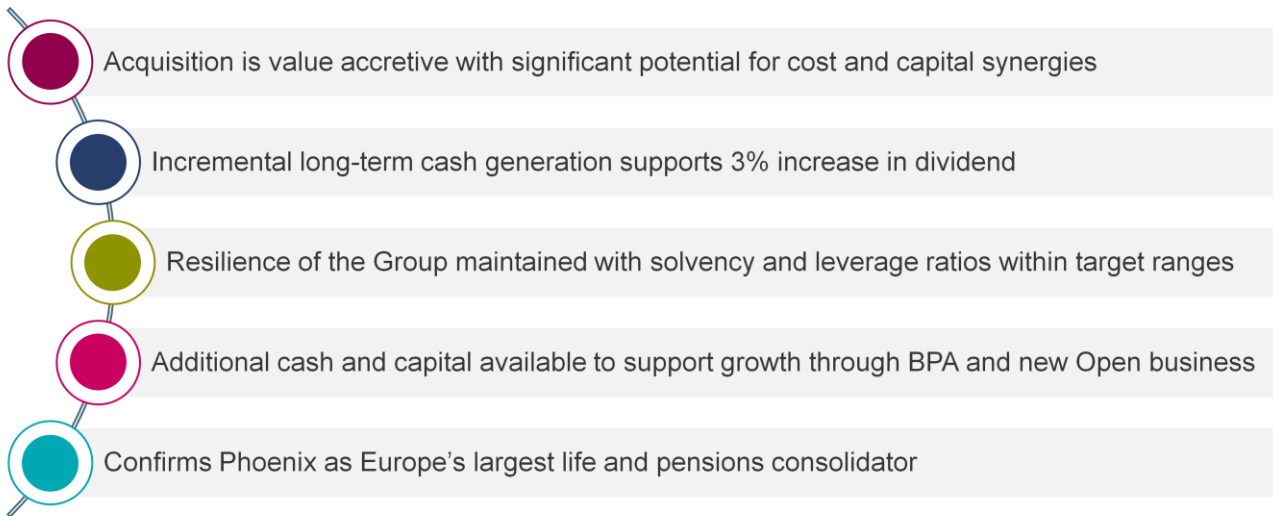 Acquisition is value accretive with significant potential for cost and capital synergies
Incremental long-term cash generation supports 3% increase in dividend
Resilience of the Group maintained with solvency and leverage ratios within target ranges
Additional cash and capital available to support growth through BPA and new Open business
Confirms Phoenix as Europe’s largest life and pensions consolidator